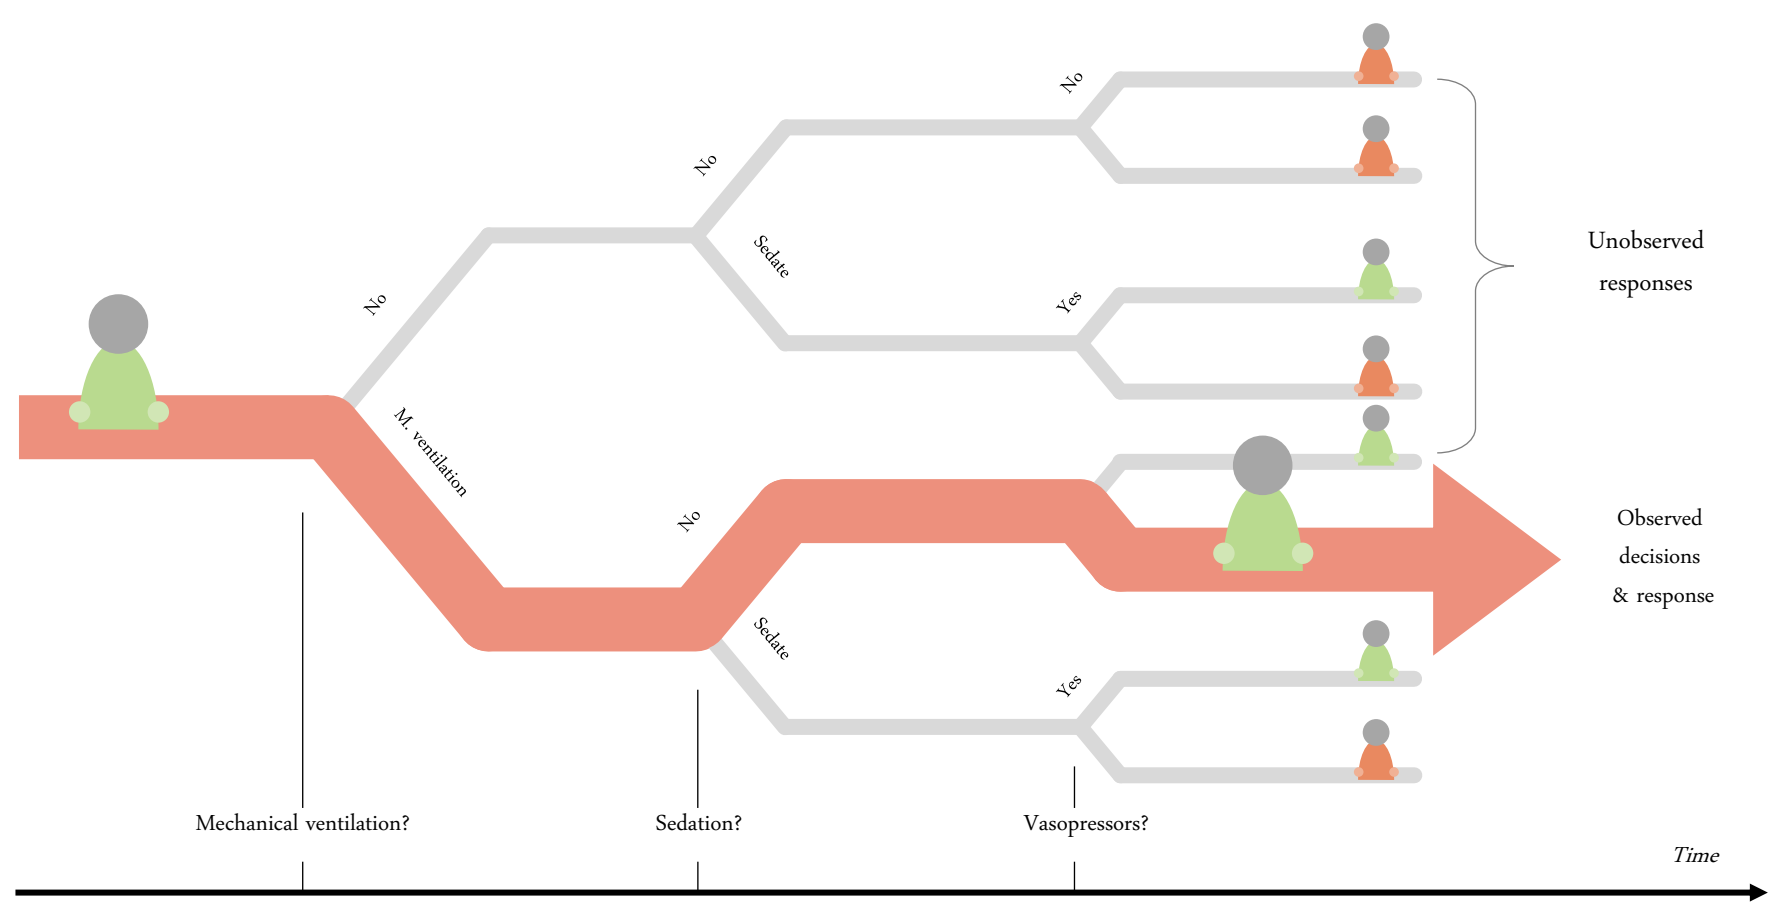 No
No
Unobserved
responses
Sedate
No
Yes
M. ventilation
No
Observed
decisions
& response
Sedate
Yes
Mechanical ventilation?
Sedation?
Vasopressors?
Time